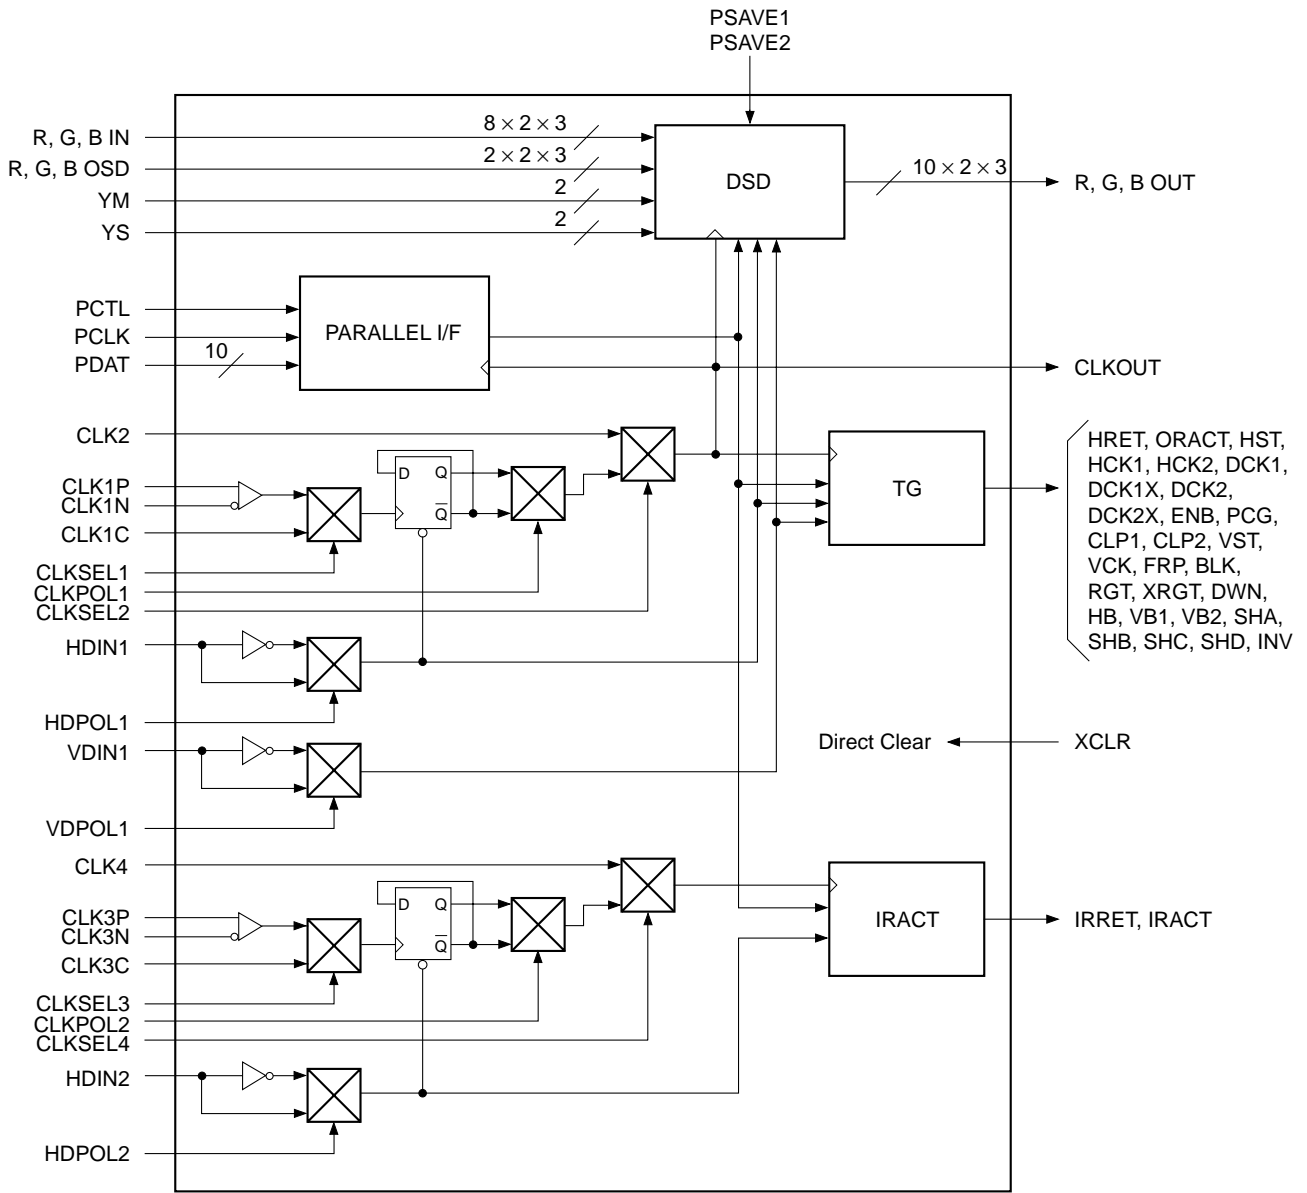 PSAVE1
PSAVE2
R, G, B IN
8 × 2 × 3
R, G, B OSD
2 × 2 × 3
YM
2
YS
2
DSD
10 × 2 × 3
R, G, B OUT
PCTL
PCLK
PDAT
10
PARALLEL I/F
CLKOUT
CLK2
CLK1P
CLK1N
CLK1C
CLKSEL1
CLKPOL1
CLKSEL2
D
Q
Q̅
TG
HRET, ORACT, HST,
HCK1, HCK2, DCK1,
DCK1X, DCK2,
DCK2X, ENB, PCG,
CLP1, CLP2, VST,
VCK, FRP, BLK,
RGT, XRGT, DWN,
HB, VB1, VB2, SHA,
SHB, SHC, SHD, INV
HDIN1
HDPOL1
VDIN1
VDPOL1
Direct Clear
XCLR
CLK4
CLK3P
CLK3N
CLK3C
CLKSEL3
CLKPOL2
CLKSEL4
D
Q
Q̅
IRACT
IRRET, IRACT
HDIN2
HDPOL2